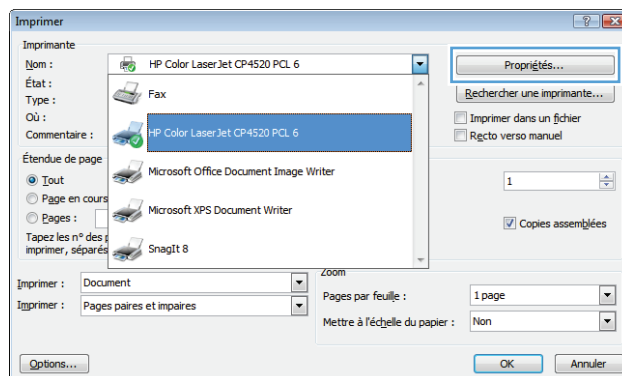 Imprimer
Imprimante
Nom :
HP Color LaserJet CP4520 PCL 6
Propriétés...
État :
Fax
Rechercher une imprimante...
Type :
Où :
Imprimer dans un fichier
Commentaire :
HP Color LaserJet CP4520 PCL 6
Recto verso manuel
Étendue de page
Microsoft Office Document Image Writer
Tout
1
Page en cours
Microsoft XPS Document Writer
Pages :
Copies assemblées
Tapez les n° des
imprimer, séparés
SnagIt 8
Zoom
Imprimer :
Document
Pages par feuille :
1 page
Imprimer :
Pages paires et impaires
Mettre à l'échelle du papier :
Non
Options...
OK
Annuler